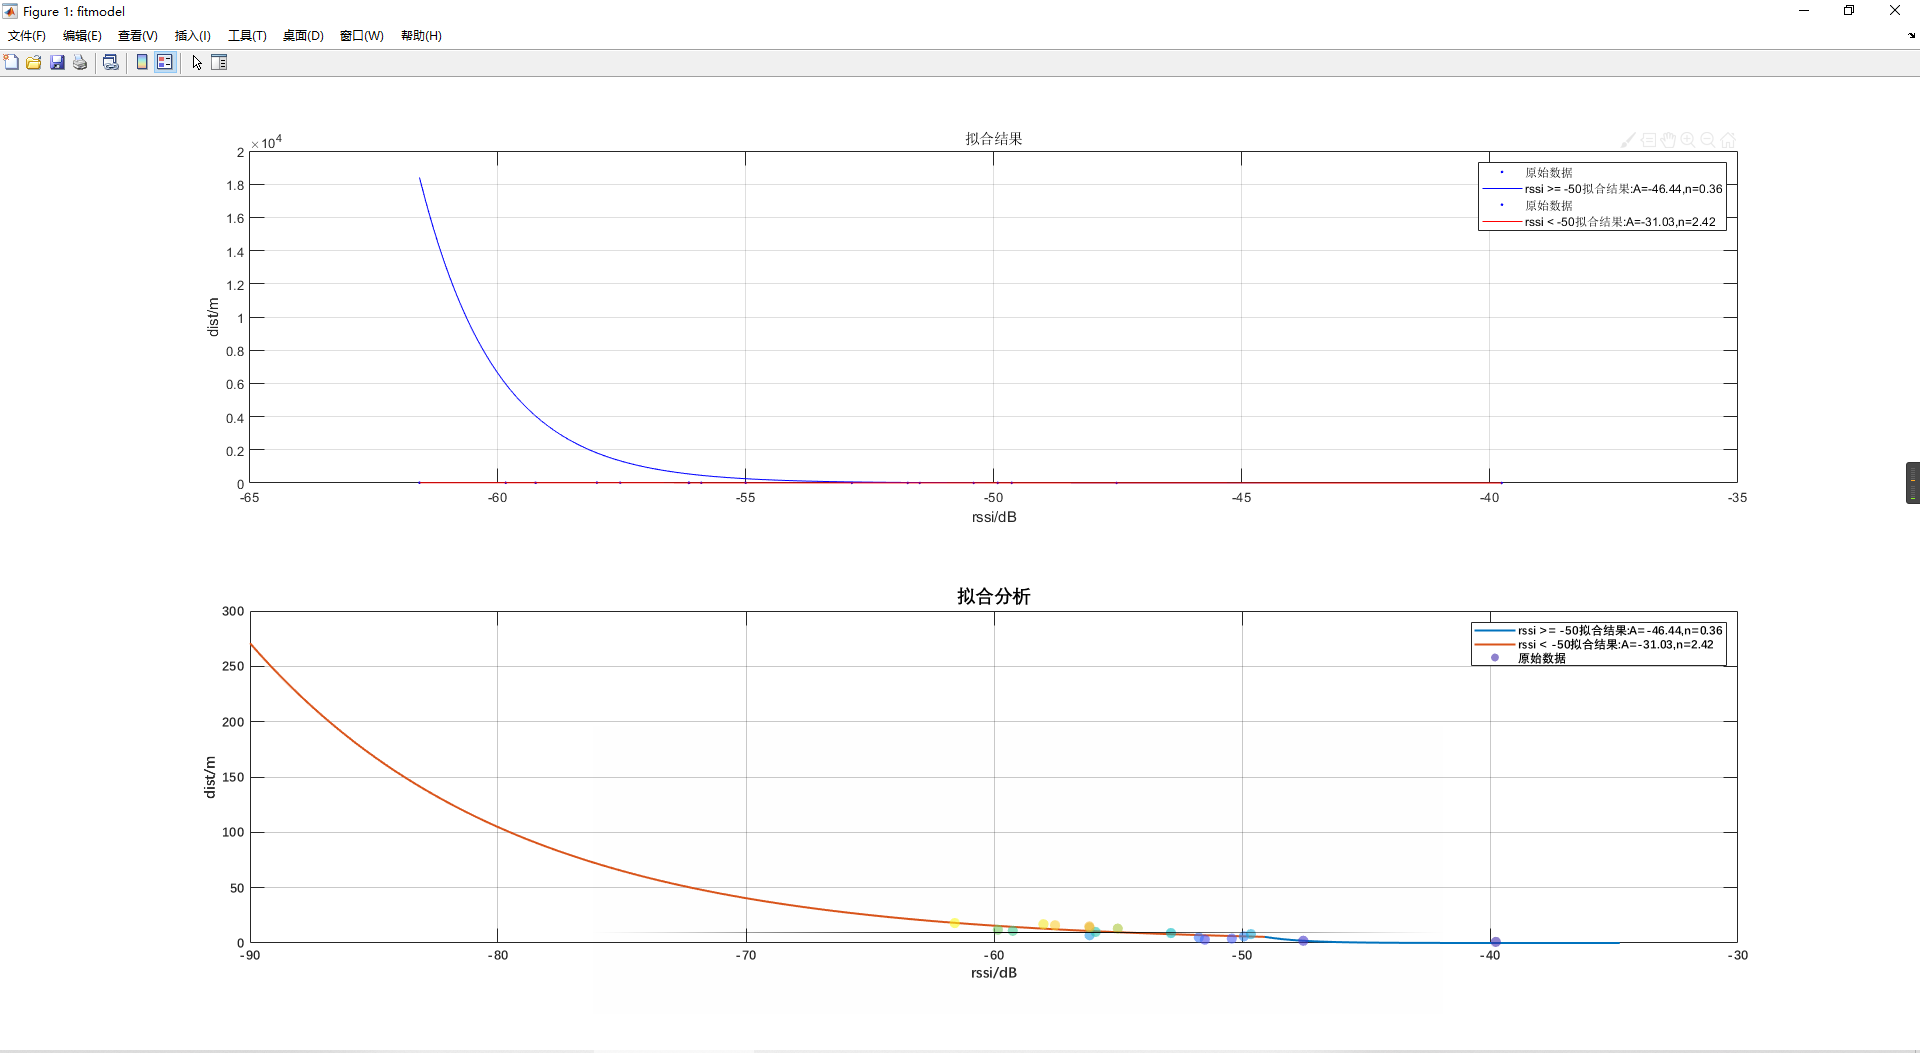 Figure 1: fitmodel
文件(F) 编辑(E) 查看(V) 插入(I) 工具(T) 桌面(D) 窗口(W) 帮助(H)
拟合结果
×10⁴
2
1.8
1.6
1.4
1.2
1
0.8
0.6
0.4
0.2
0
dist/m
-65 -60 -55 -50 -45 -40 -35
rssi/dB
原始数据
rssi >= -50拟合结果:A=-46.44,n=0.36
原始数据
rssi < -50拟合结果:A=-31.03,n=2.42
拟合分析
300
250
200
150
100
50
0
dist/m
-90 -80 -70 -60 -50 -40 -30
rssi/dB
rssi >= -50拟合结果:A=-46.44,n=0.36
rssi < -50拟合结果:A=-31.03,n=2.42
原始数据